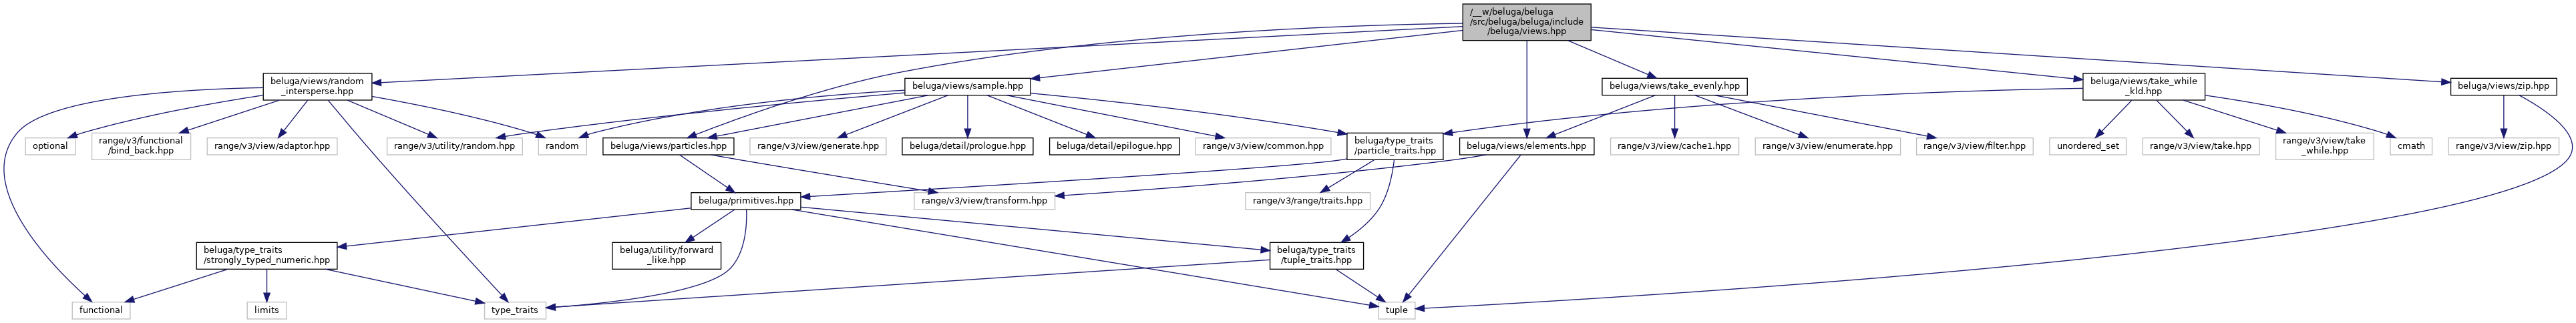 /__w/beluga/beluga
/src/beluga/beluga/include
/beluga/views.hpp
beluga/views/random
_intersperse.hpp
beluga/views/sample.hpp
beluga/views/take_evenly.hpp
beluga/views/take_while
_kld.hpp
beluga/views/zip.hpp
optional
range/v3/functional
/bind_back.hpp
range/v3/view/adaptor.hpp
range/v3/utility/random.hpp
random
beluga/views/particles.hpp
range/v3/view/generate.hpp
beluga/detail/prologue.hpp
beluga/detail/epilogue.hpp
range/v3/view/common.hpp
beluga/type_traits
/particle_traits.hpp
beluga/views/elements.hpp
range/v3/view/cache1.hpp
range/v3/view/enumerate.hpp
range/v3/view/filter.hpp
unordered_set
range/v3/view/take.hpp
range/v3/view/take
_while.hpp
cmath
range/v3/view/zip.hpp
beluga/primitives.hpp
range/v3/view/transform.hpp
range/v3/range/traits.hpp
beluga/type_traits
/strongly_typed_numeric.hpp
beluga/utility/forward
_like.hpp
beluga/type_traits
/tuple_traits.hpp
functional
limits
type_traits
tuple